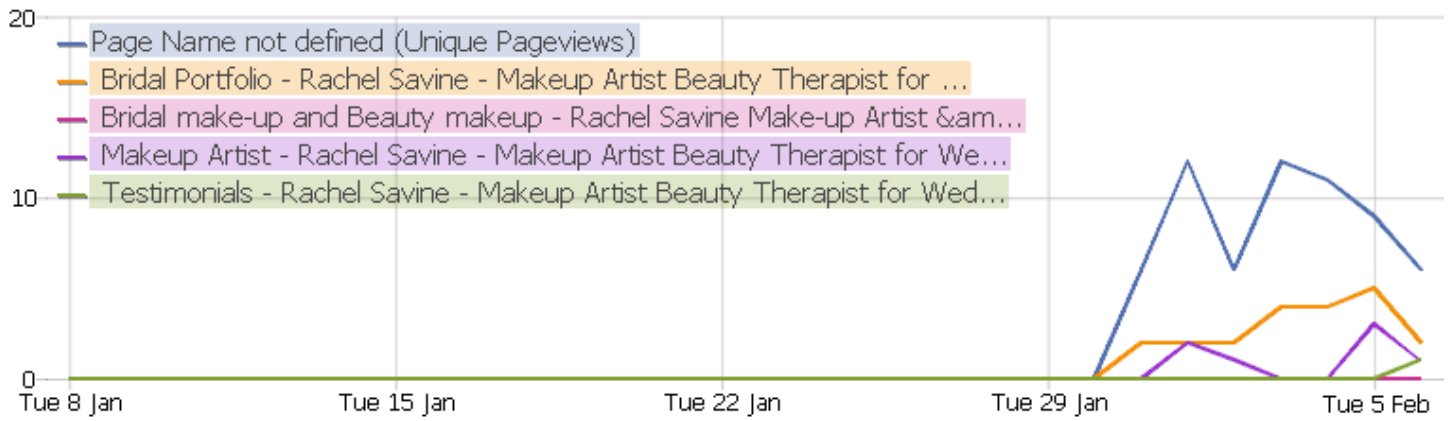 20
Page Name not defined (Unique Pageviews)
Bridal Portfolio - Rachel Savine - Makeup Artist Beauty Therapist for ...
Bridal make-up and Beauty makeup - Rachel Savine Make-up Artist &am...
Makeup Artist - Rachel Savine - Makeup Artist Beauty Therapist for We...
10
Testimonials - Rachel Savine - Makeup Artist Beauty Therapist for Wed...
0
Tue 8 Jan Tue 15 Jan Tue 22 Jan Tue 29 Jan Tue 5 Feb